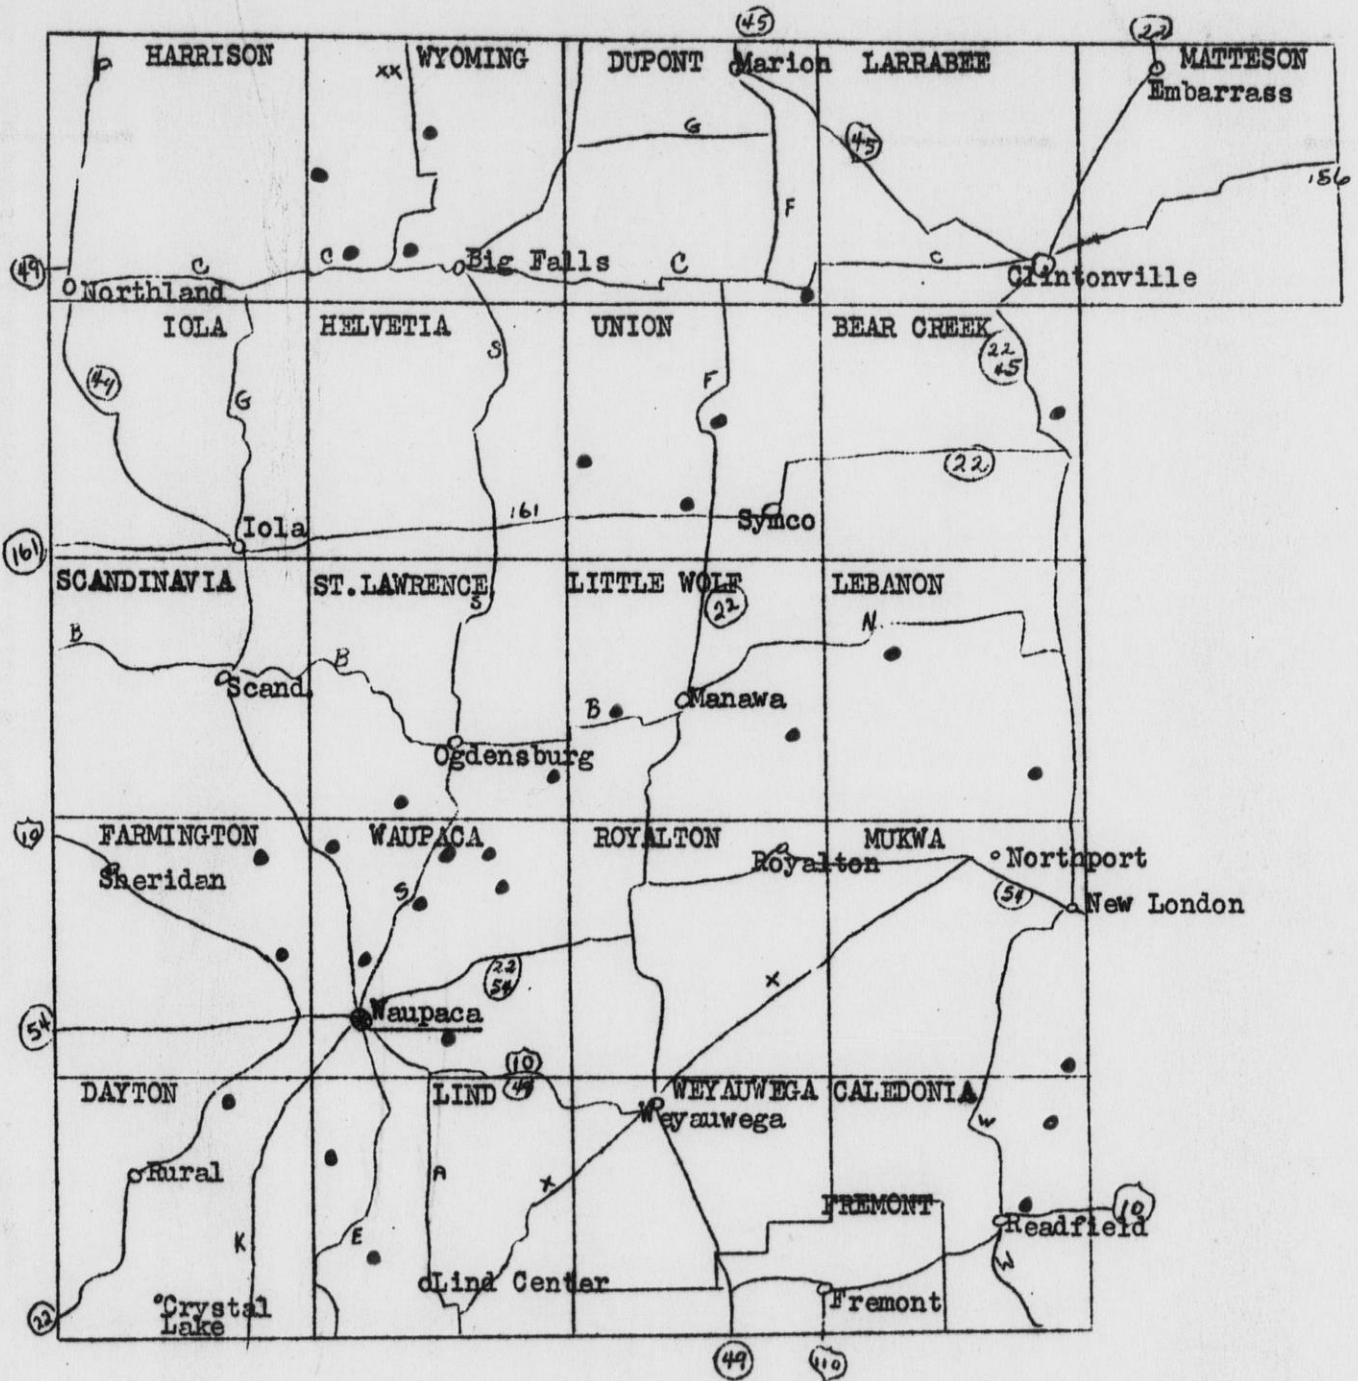 45
22
HARRISON
WYOMING
DUPONT
Marion
LARRABEE
MATTESON
P
XX
Embarrass
G
45
156
F
49
C
C
Big Falls
C
C
Northland
Clintonville
IOLA
HELVETIA
UNION
BEAR CREEK
22
45
S
49
G
F
22
161
Iola
161
Symco
SCANDINAVIA
ST. LAWRENCE
LITTLE WOLF
LEBANON
S
22
N
B
B
Scand.
B
Manawa
Ogdensburg
10
FARMINGTON
WAUPACA
ROYALTON
MUKWA
Sheridan
Royalton
Northport
S
54
New London
22
54
X
54
Waupaca
10
49
DAYTON
LIND
WEYAUWEGA
CALEDONIA
Weyauwega
W
Rural
A
X
FREMONT
10
Readfield
K
E
W
Lind Center
Crystal
Lake
Fremont
22
49
110